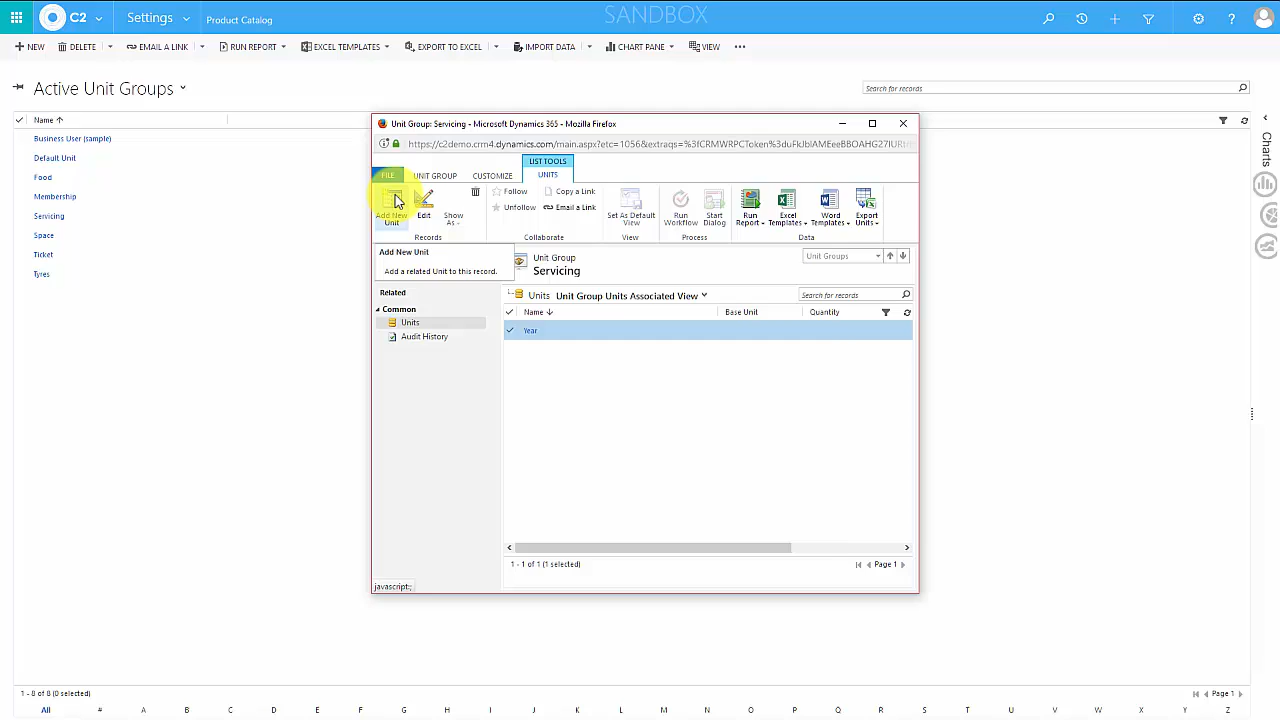 C2
Settings
Product Catalog
SANDBOX
NEW
DELETE
EMAIL A LINK
RUN REPORT
EXCEL TEMPLATES
EXPORT TO EXCEL
IMPORT DATA
CHART PANE
VIEW
Active Unit Groups
Search for records
Name
Business User (sample)
Default Unit
Food
Membership
Servicing
Space
Ticket
Tyres
Charts
Unit Group: Servicing - Microsoft Dynamics 365 - Mozilla Firefox
LIST TOOLS
FILE
UNIT GROUP
CUSTOMIZE
UNITS
Add New Unit
Edit
Show As
Follow
Unfollow
Copy a Link
Email a Link
Set As Default View
Run Workflow
Start Dialog
Run Report
Excel Templates
Word Templates
Export Units
Records
Collaborate
View
Process
Data
Add New Unit
Add a related Unit to this record.
Unit Group
Servicing
Unit Groups
Related
Common
Units
Audit History
Units
Unit Group Units Associated View
Search for records
Name
Base Unit
Quantity
Year
1 - 1 of 1 (1 selected)
Page 1
javascript:;
1 - 8 of 8 (0 selected)
Page 1
All # A B C D E F G H I J K L M N O P Q R S T U V W X Y Z